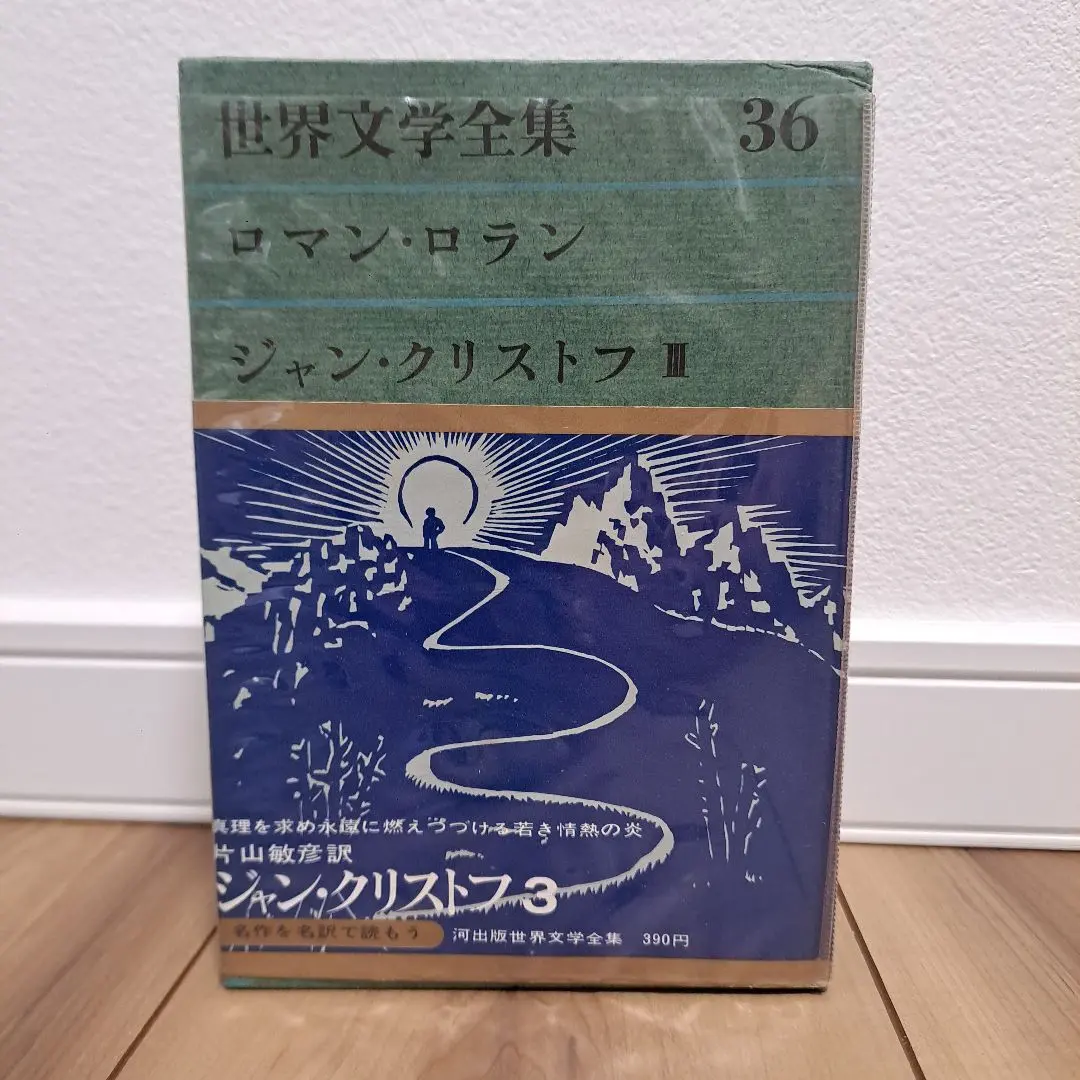 世界文学全集 36
ロマン・ロラン
ジャン・クリストフ Ⅲ
真理を求め永遠に燃えつづける若き情熱の炎
片山敏彦訳
ジャン・クリストフ 3
名作を名訳で読もう 河出版世界文学全集 390円